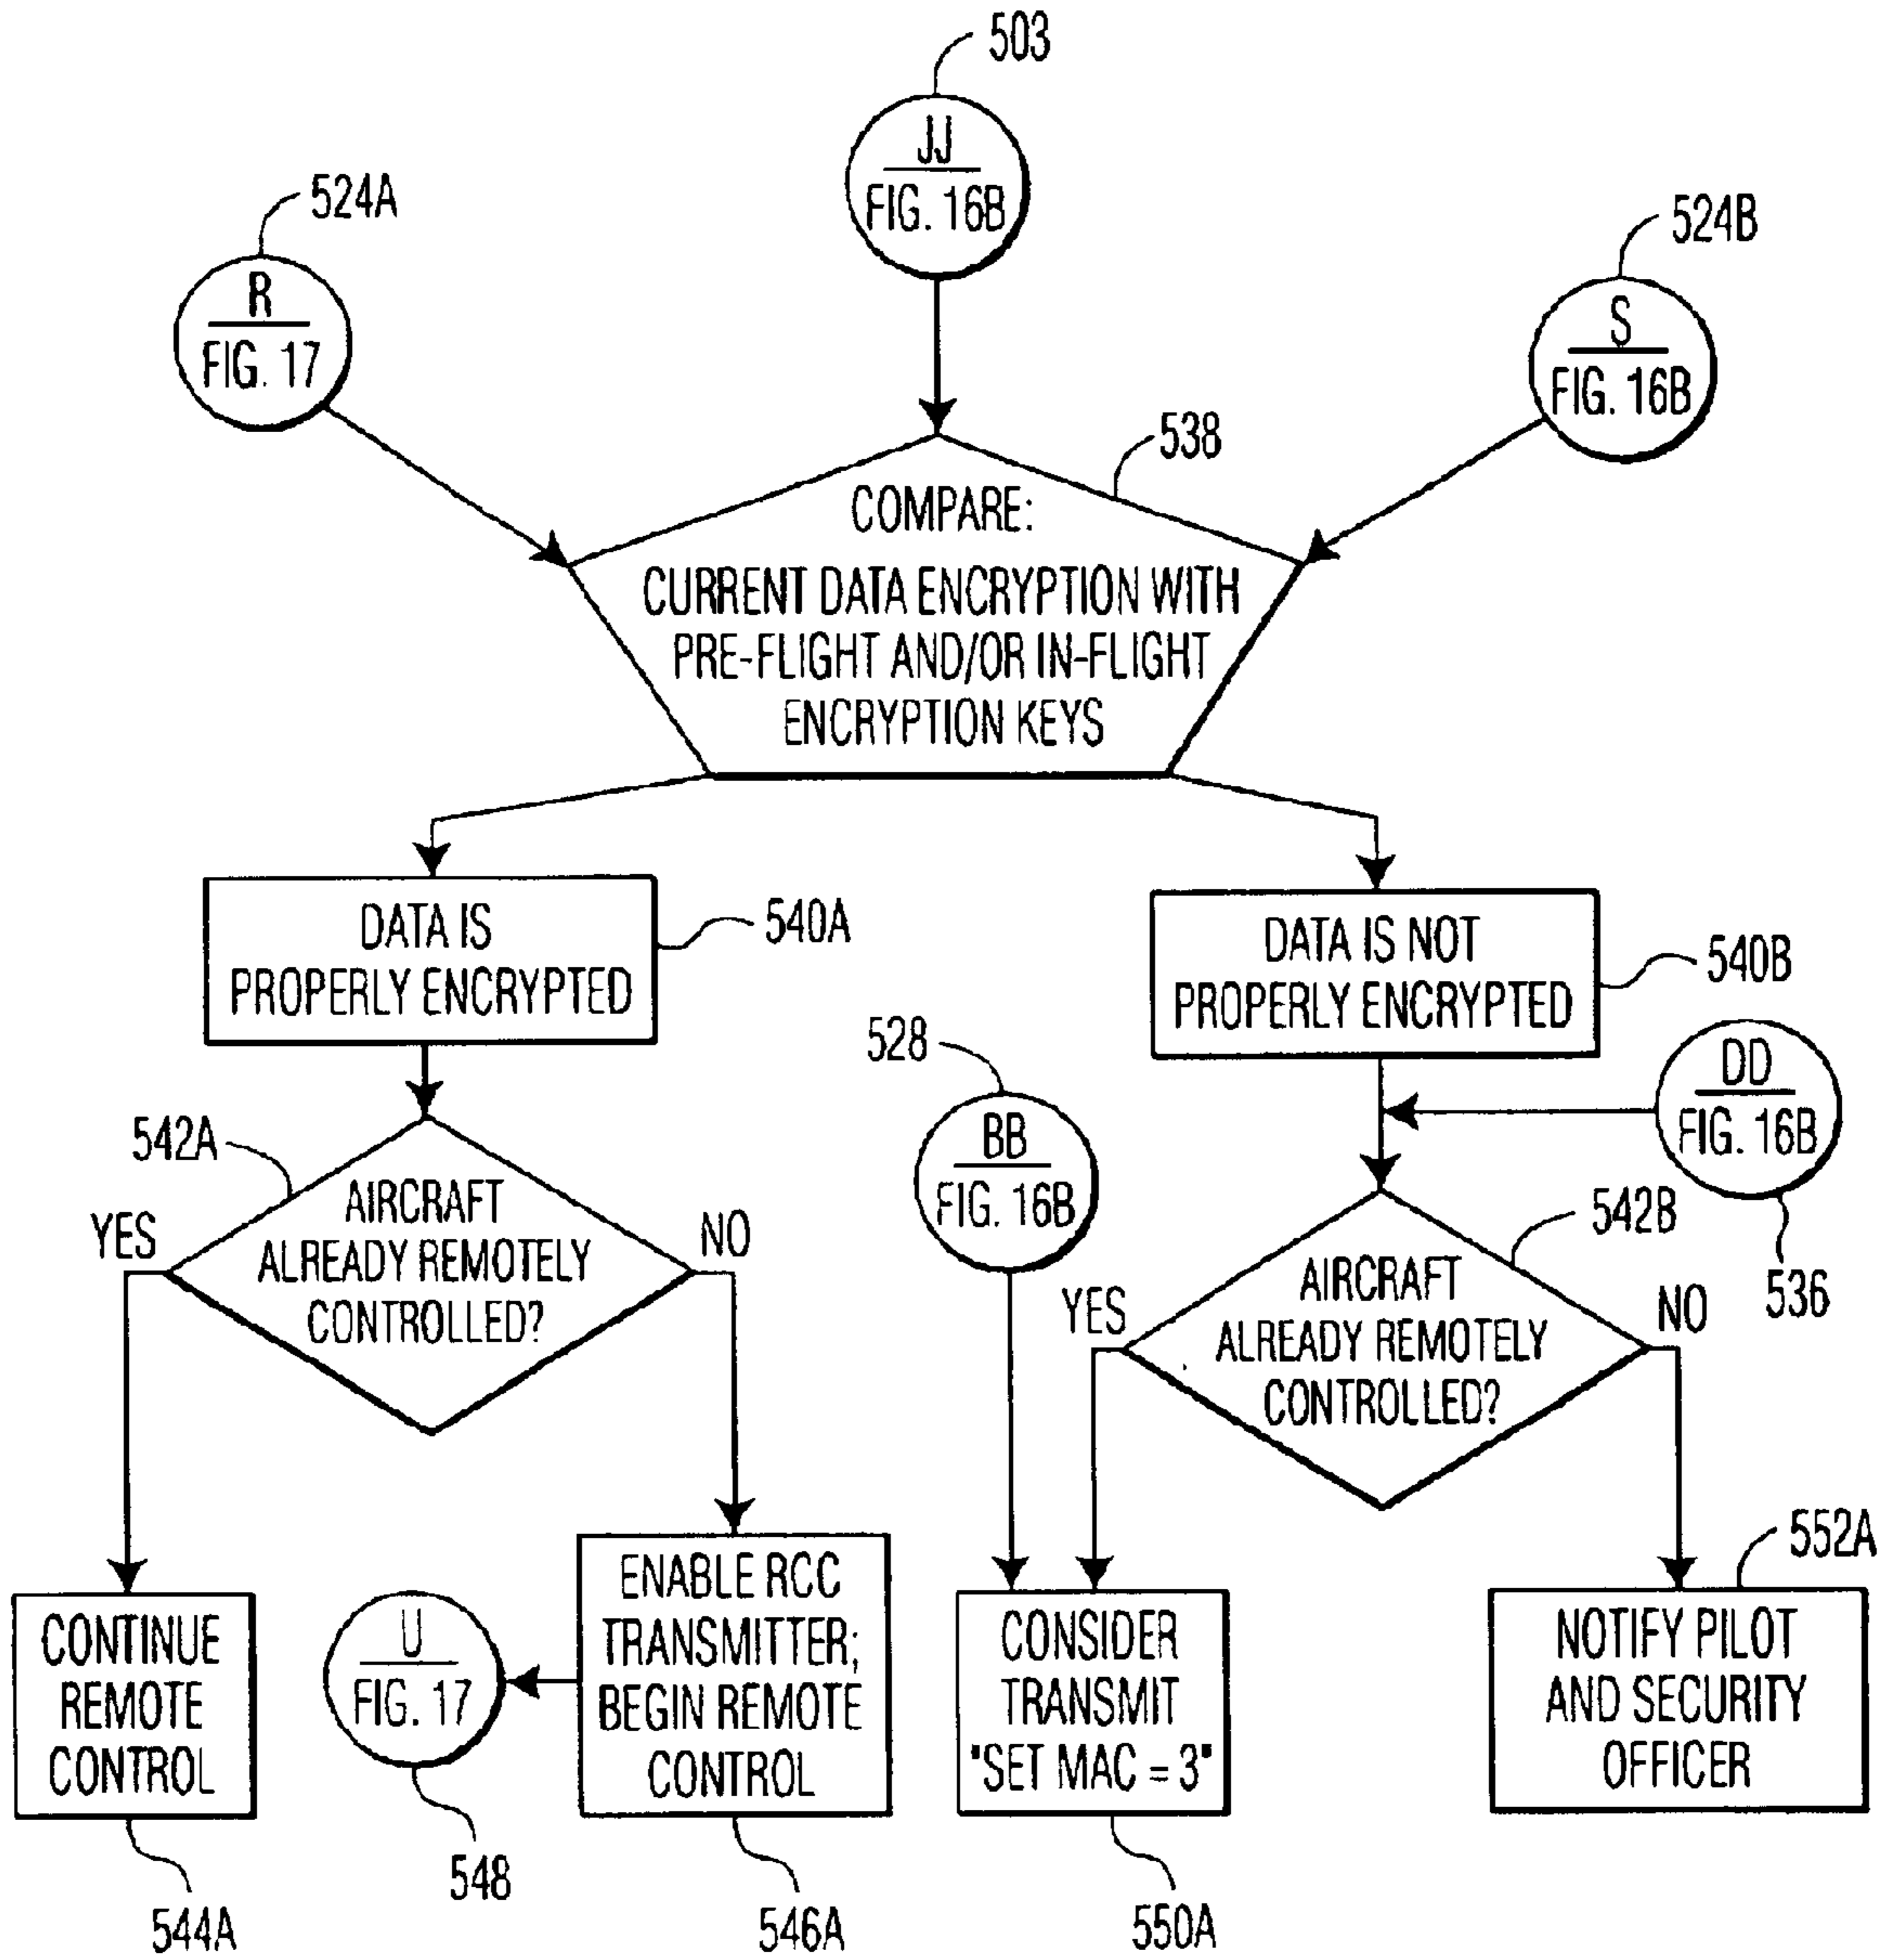 503
JJ
FIG. 16B
524A
R
FIG. 17
524B
S
FIG. 16B
538
COMPARE:
CURRENT DATA ENCRYPTION WITH
PRE-FLIGHT AND/OR IN-FLIGHT
ENCRYPTION KEYS
DATA IS
PROPERLY ENCRYPTED
540A
DATA IS NOT
PROPERLY ENCRYPTED
540B
528
BB
FIG. 16B
DD
FIG. 16B
536
542A
YES
AIRCRAFT
ALREADY REMOTELY
CONTROLLED?
NO
542B
YES
AIRCRAFT
ALREADY REMOTELY
CONTROLLED?
NO
CONTINUE
REMOTE
CONTROL
544A
U
FIG. 17
548
ENABLE RCC
TRANSMITTER;
BEGIN REMOTE
CONTROL
546A
CONSIDER
TRANSMIT
"SET MAC = 3"
550A
552A
NOTIFY PILOT
AND SECURITY
OFFICER